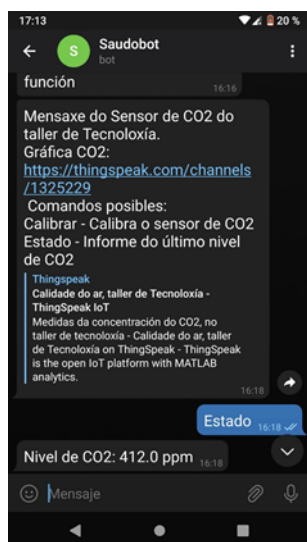 17:13
20 %
S
Saudobot
bot
función
16:16
Mensaxe do Sensor de CO2 do
taller de Tecnoloxía.
Gráfica CO2:
https://thingspeak.com/channels
/1325229
Comandos posibles:
Calibrar - Calibra o sensor de CO2
Estado - Informe do último nivel
de CO2
Thingspeak
Calidade do ar, taller de Tecnoloxía -
ThingSpeak IoT
Medidas da concentración do CO2, no
taller de tecnoloxía - Calidade do ar, taller
de Tecnoloxía on ThingSpeak - ThingSpeak
is the open IoT platform with MATLAB
analytics.
16:18
Estado 16:18
Nivel de CO2: 412.0 ppm 16:18
Mensaje